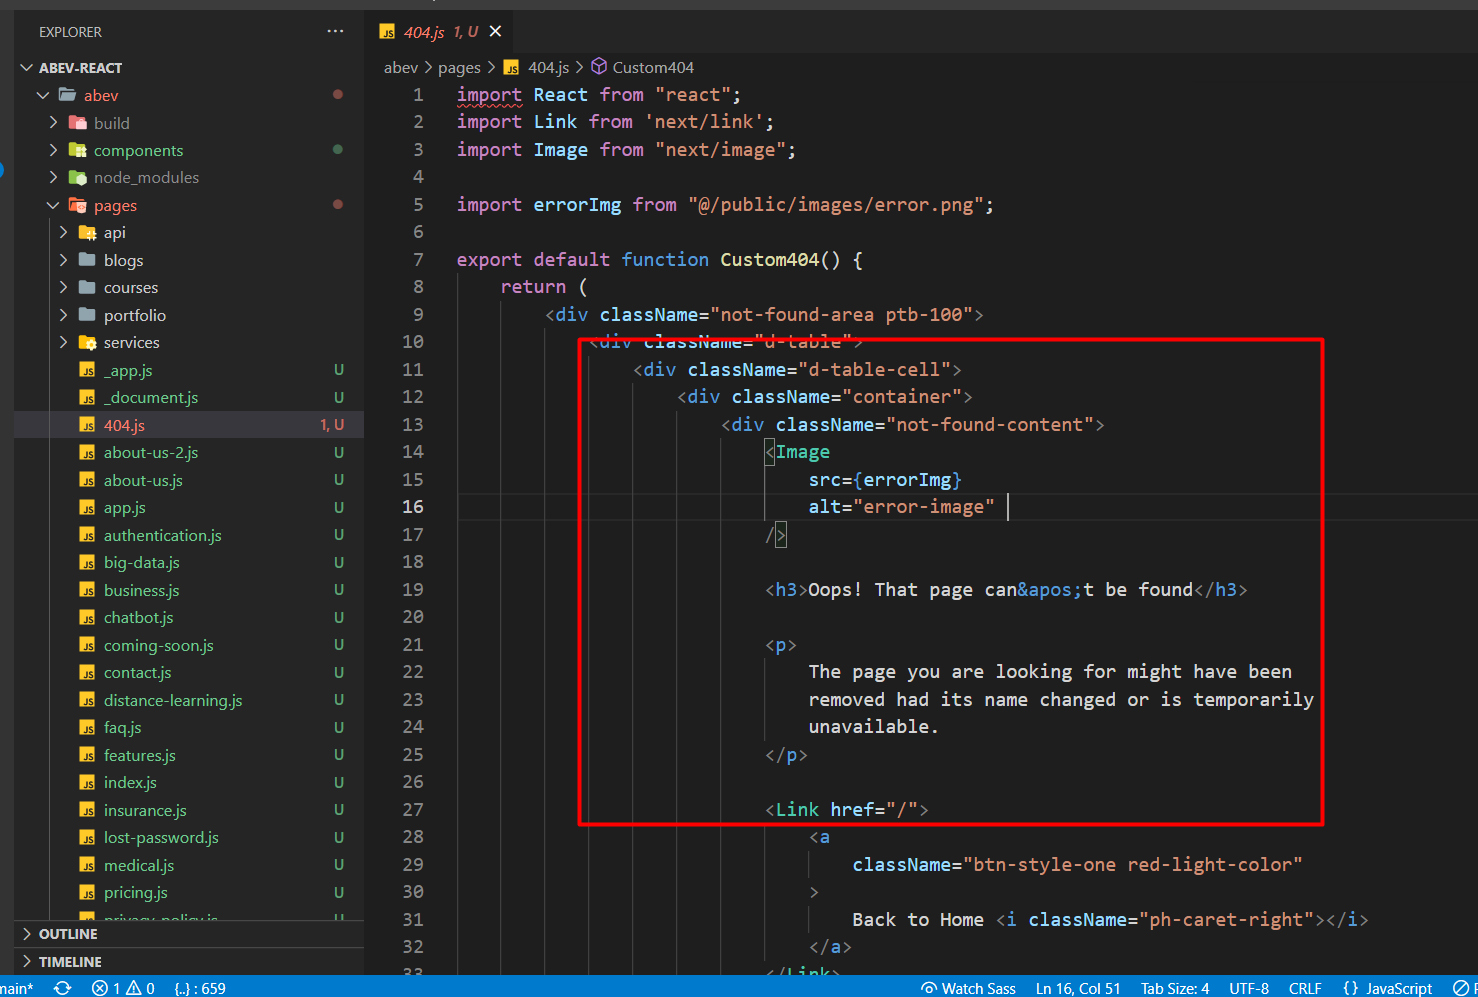 EXPLORER
ABEV-REACT
abev
build
components
node_modules
pages
api
blogs
courses
portfolio
services
_app.js U
_document.js U
404.js 1, U
about-us-2.js U
about-us.js U
app.js U
authentication.js U
big-data.js U
business.js U
chatbot.js U
coming-soon.js U
contact.js U
distance-learning.js U
faq.js U
features.js U
index.js U
insurance.js U
lost-password.js U
medical.js U
pricing.js U
privacy-policy.js U
OUTLINE
TIMELINE
JS 404.js 1, U
abev > pages > JS 404.js > Custom404
1 import React from "react";
2 import Link from 'next/link';
3 import Image from "next/image";
4
5 import errorImg from "@/public/images/error.png";
6
7 export default function Custom404() {
8 return (
9 <div className="not-found-area ptb-100">
10 <div className="d-table">
11 <div className="d-table-cell">
12 <div className="container">
13 <div className="not-found-content">
14 <Image
15 src={errorImg}
16 alt="error-image"
17 />
18
19 <h3>Oops! That page can&apos;t be found</h3>
20
21 <p>
22 The page you are looking for might have been
23 removed had its name changed or is temporarily
24 unavailable.
25 </p>
26
27 <Link href="/">
28 <a
29 className="btn-style-one red-light-color"
30 >
31 Back to Home <i className="ph-caret-right"></i>
32 </a>
33 </Link>
main* 1 0 {..} : 659 Watch Sass Ln 16, Col 51 Tab Size: 4 UTF-8 CRLF {} JavaScript